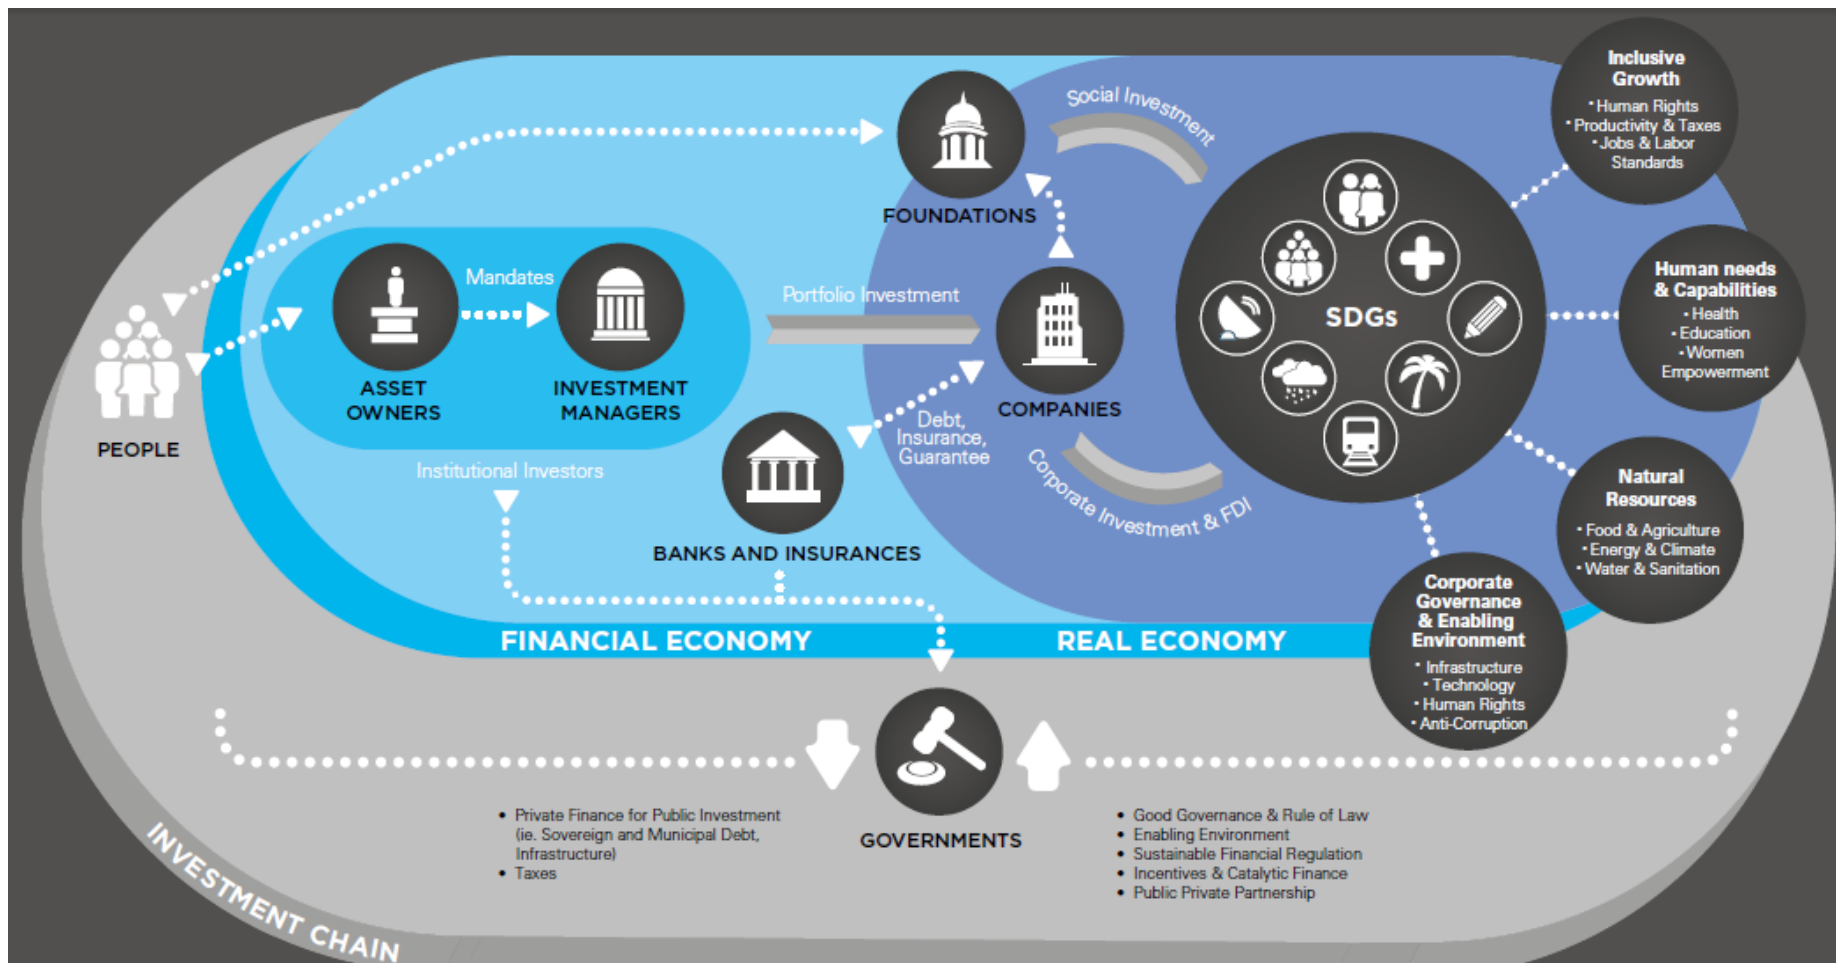 Inclusive
Growth
• Human Rights
• Productivity & Taxes
• Jobs & Labor
Standards
Social Investment
FOUNDATIONS
Mandates
ASSET
OWNERS
INVESTMENT
MANAGERS
Institutional Investors
Portfolio Investment
COMPANIES
SDGs
Human needs
& Capabilities
• Health
• Education
• Women
Empowerment
PEOPLE
Debt,
Insurance,
Guarantee
BANKS AND INSURANCES
Corporate Investment & FDI
Natural
Resources
• Food & Agriculture
• Energy & Climate
• Water & Sanitation
Corporate
Governance
& Enabling
Environment
• Infrastructure
• Technology
• Human Rights
• Anti-Corruption
FINANCIAL ECONOMY
REAL ECONOMY
GOVERNMENTS
• Private Finance for Public Investment
(ie. Sovereign and Municipal Debt,
Infrastructure)
• Taxes
• Good Governance & Rule of Law
• Enabling Environment
• Sustainable Financial Regulation
• Incentives & Catalytic Finance
• Public Private Partnership
INVESTMENT CHAIN